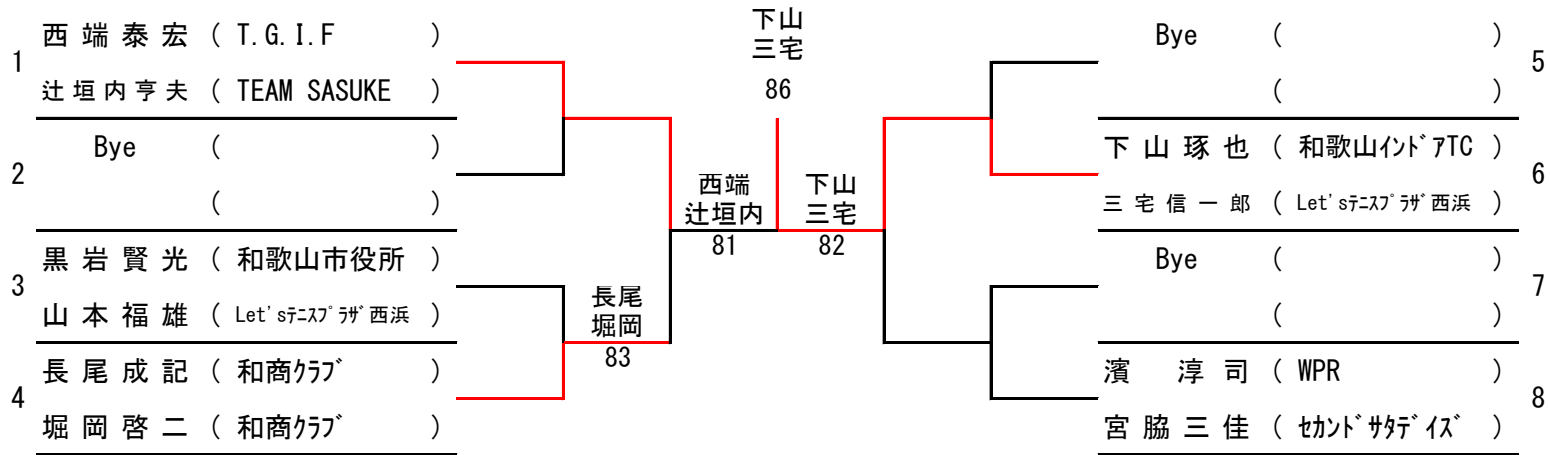 1
西端泰宏 ( T.G.I.F )
辻垣内亨夫 ( TEAM SASUKE )
2
Bye ( )
( )
3
黒岩賢光 ( 和歌山市役所 )
山本福雄 ( Let'sﾃﾆｽﾌﾟﾗｻﾞ西浜 )
4
長尾成記 ( 和商ｸﾗﾌﾞ )
堀岡啓二 ( 和商ｸﾗﾌﾞ )
長尾
堀岡
83
西端
辻垣内
81
下山
三宅
86
下山
三宅
82
Bye ( )
( )
5
下山琢也 ( 和歌山ｲﾝﾄﾞｱTC )
三宅信一郎 ( Let'sﾃﾆｽﾌﾟﾗｻﾞ西浜 )
6
Bye ( )
( )
7
濱 淳司 ( WPR )
宮脇三佳 ( ｾｶﾝﾄﾞｻﾀﾃﾞｲｽﾞ )
8